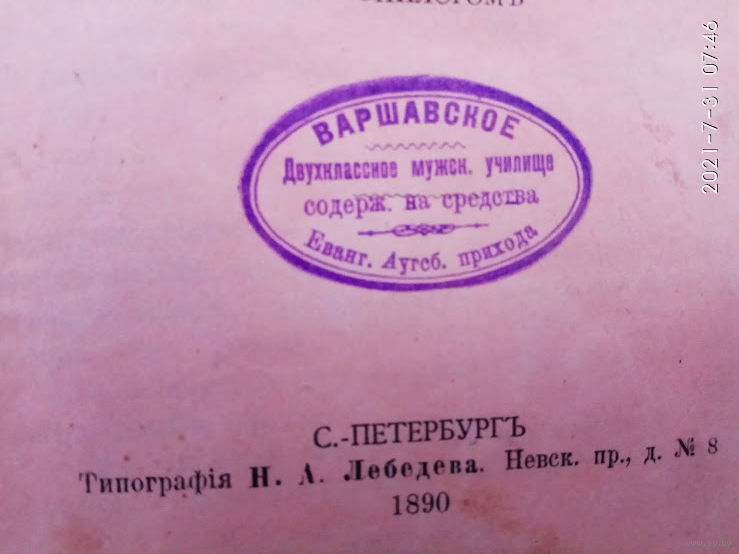 ВАРШАВСКОЕ
Двухклассное мужск. училище
содерж. на средства
Еванг. Аугсб. прихода
С.-ПЕТЕРБУРГЪ
Типографія Н. А. Лебедева. Невск. пр., д. № 8
1890
2021-7-31 07:46